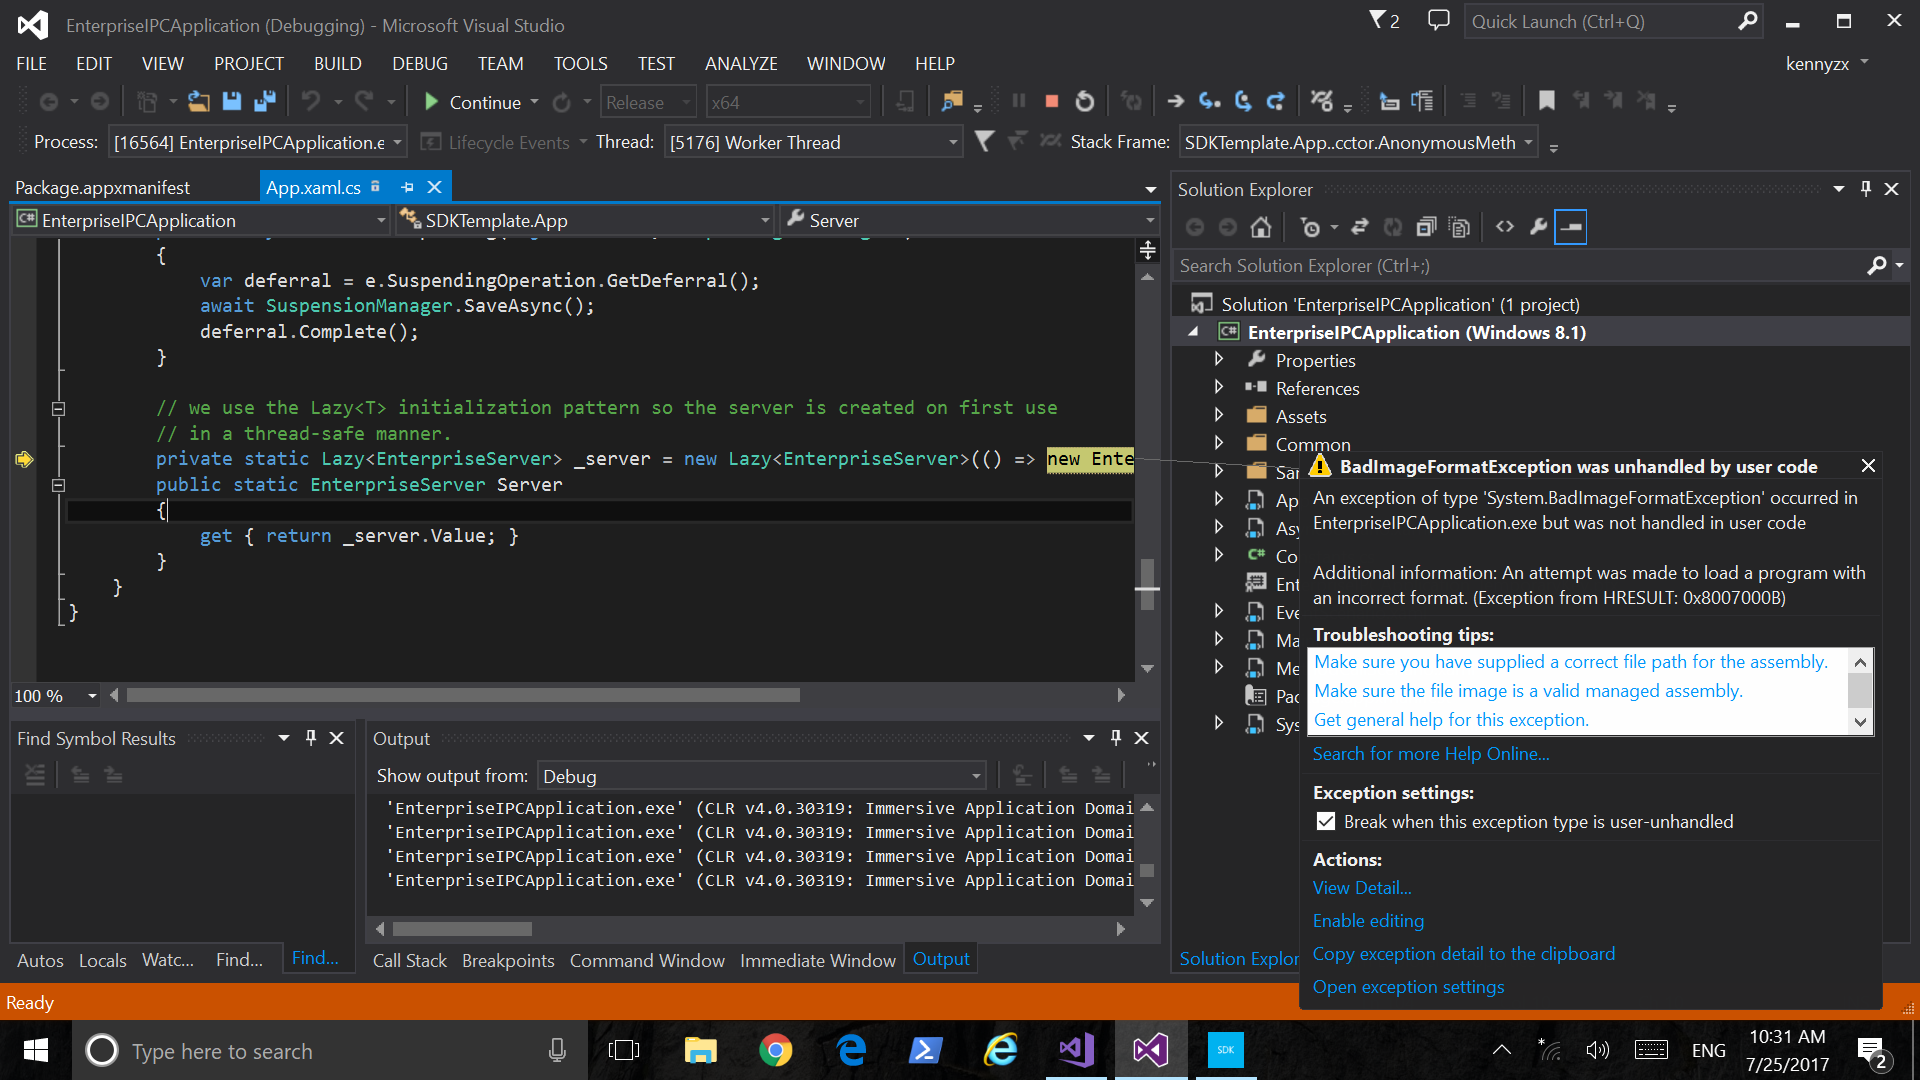 EnterpriseIPCApplication (Debugging) - Microsoft Visual Studio
2
Quick Launch (Ctrl+Q)
FILE EDIT VIEW PROJECT BUILD DEBUG TEAM TOOLS TEST ANALYZE WINDOW HELP
kennyzx
Continue Release x64
Process: [16564] EnterpriseIPCApplication.e Lifecycle Events Thread: [5176] Worker Thread Stack Frame: SDKTemplate.App..cctor.AnonymousMeth
Package.appxmanifest App.xaml.cs
C# EnterpriseIPCApplication SDKTemplate.App Server
{
var deferral = e.SuspendingOperation.GetDeferral();
await SuspensionManager.SaveAsync();
deferral.Complete();
}
// we use the Lazy<T> initialization pattern so the server is created on first use
// in a thread-safe manner.
private static Lazy<EnterpriseServer> _server = new Lazy<EnterpriseServer>(() => new Ente
public static EnterpriseServer Server
{
get { return _server.Value; }
}
}
}
100 %
Find Symbol Results
Output
Show output from: Debug
'EnterpriseIPCApplication.exe' (CLR v4.0.30319: Immersive Application Domai
'EnterpriseIPCApplication.exe' (CLR v4.0.30319: Immersive Application Domai
'EnterpriseIPCApplication.exe' (CLR v4.0.30319: Immersive Application Domai
'EnterpriseIPCApplication.exe' (CLR v4.0.30319: Immersive Application Domai
Autos Locals Watc... Find... Find...
Call Stack Breakpoints Command Window Immediate Window Output
Solution Explorer
Search Solution Explorer (Ctrl+;)
Solution 'EnterpriseIPCApplication' (1 project)
C# EnterpriseIPCApplication (Windows 8.1)
Properties
References
Assets
Common
Sar
Ap
Asy
C# Co
Ent
Eve
Ma
Me
Pac
Sys
Solution Explor
BadImageFormatException was unhandled by user code
An exception of type 'System.BadImageFormatException' occurred in
EnterpriseIPCApplication.exe but was not handled in user code
Additional information: An attempt was made to load a program with
an incorrect format. (Exception from HRESULT: 0x8007000B)
Troubleshooting tips:
Make sure you have supplied a correct file path for the assembly.
Make sure the file image is a valid managed assembly.
Get general help for this exception.
Search for more Help Online...
Exception settings:
Break when this exception type is user-unhandled
Actions:
View Detail...
Enable editing
Copy exception detail to the clipboard
Open exception settings
Ready
Type here to search
SDK
ENG
10:31 AM
7/25/2017
2